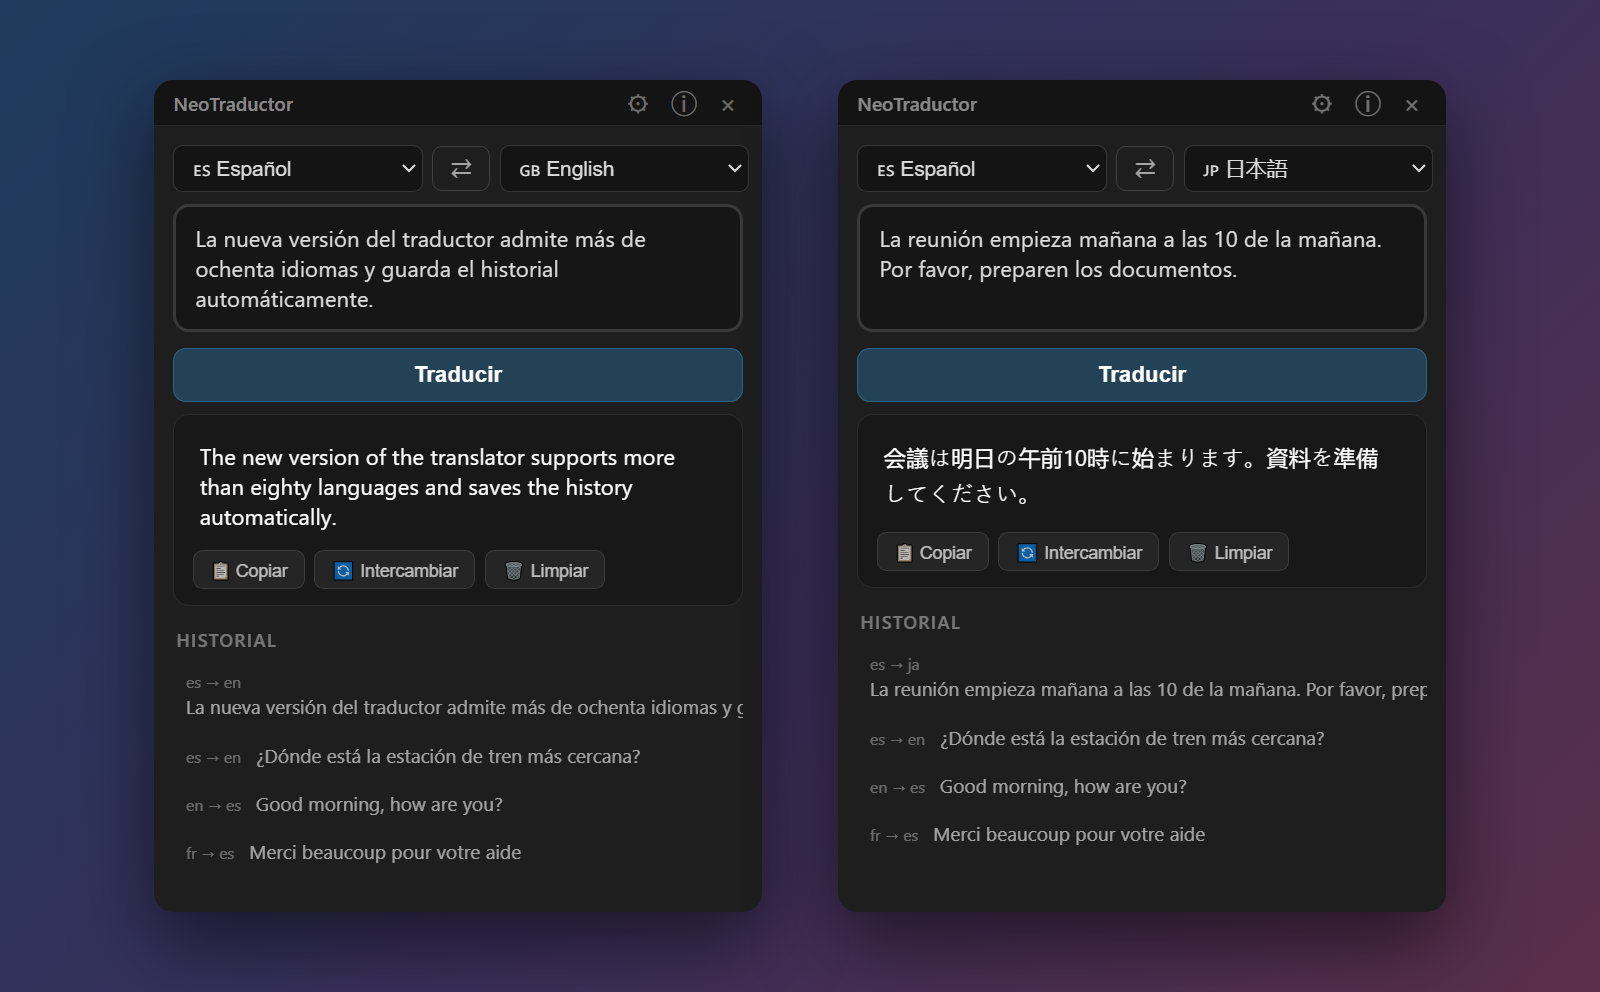 NeoTraductor
ES Español
GB English
La nueva versión del traductor admite más de
ochenta idiomas y guarda el historial
automáticamente.
Traducir
The new version of the translator supports more
than eighty languages and saves the history
automatically.
Copiar
Intercambiar
Limpiar
HISTORIAL
es → en
La nueva versión del traductor admite más de ochenta idiomas y g
es → en ¿Dónde está la estación de tren más cercana?
en → es Good morning, how are you?
fr → es Merci beaucoup pour votre aide
NeoTraductor
ES Español
JP 日本語
La reunión empieza mañana a las 10 de la mañana.
Por favor, preparen los documentos.
Traducir
会議は明日の午前10時に始まります。資料を準備
してください。
Copiar
Intercambiar
Limpiar
HISTORIAL
es → ja
La reunión empieza mañana a las 10 de la mañana. Por favor, prep
es → en ¿Dónde está la estación de tren más cercana?
en → es Good morning, how are you?
fr → es Merci beaucoup pour votre aide